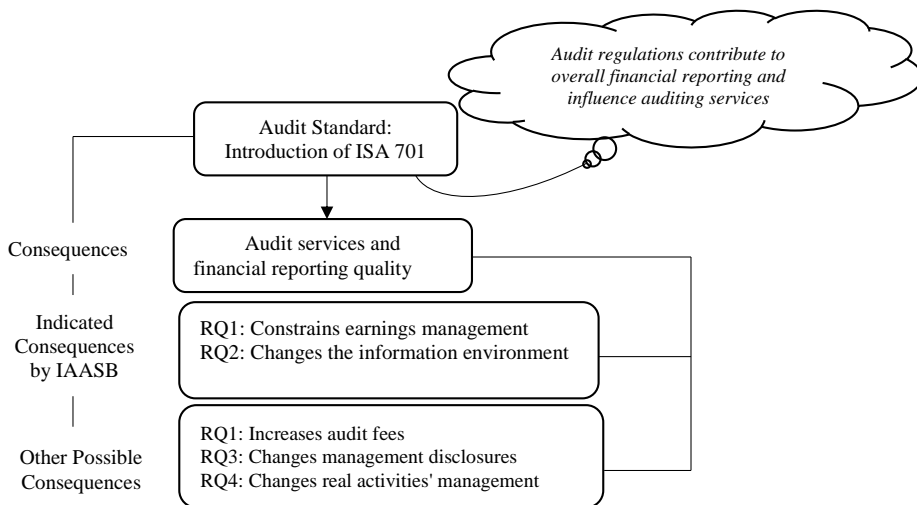 Audit regulations contribute to
overall financial reporting and
influence auditing services
Audit Standard:
Introduction of ISA 701
Consequences
Audit services and
financial reporting quality
Indicated
Consequences
by IAASB
RQ1: Constrains earnings management
RQ2: Changes the information environment
Other Possible
Consequences
RQ1: Increases audit fees
RQ3: Changes management disclosures
RQ4: Changes real activities' management